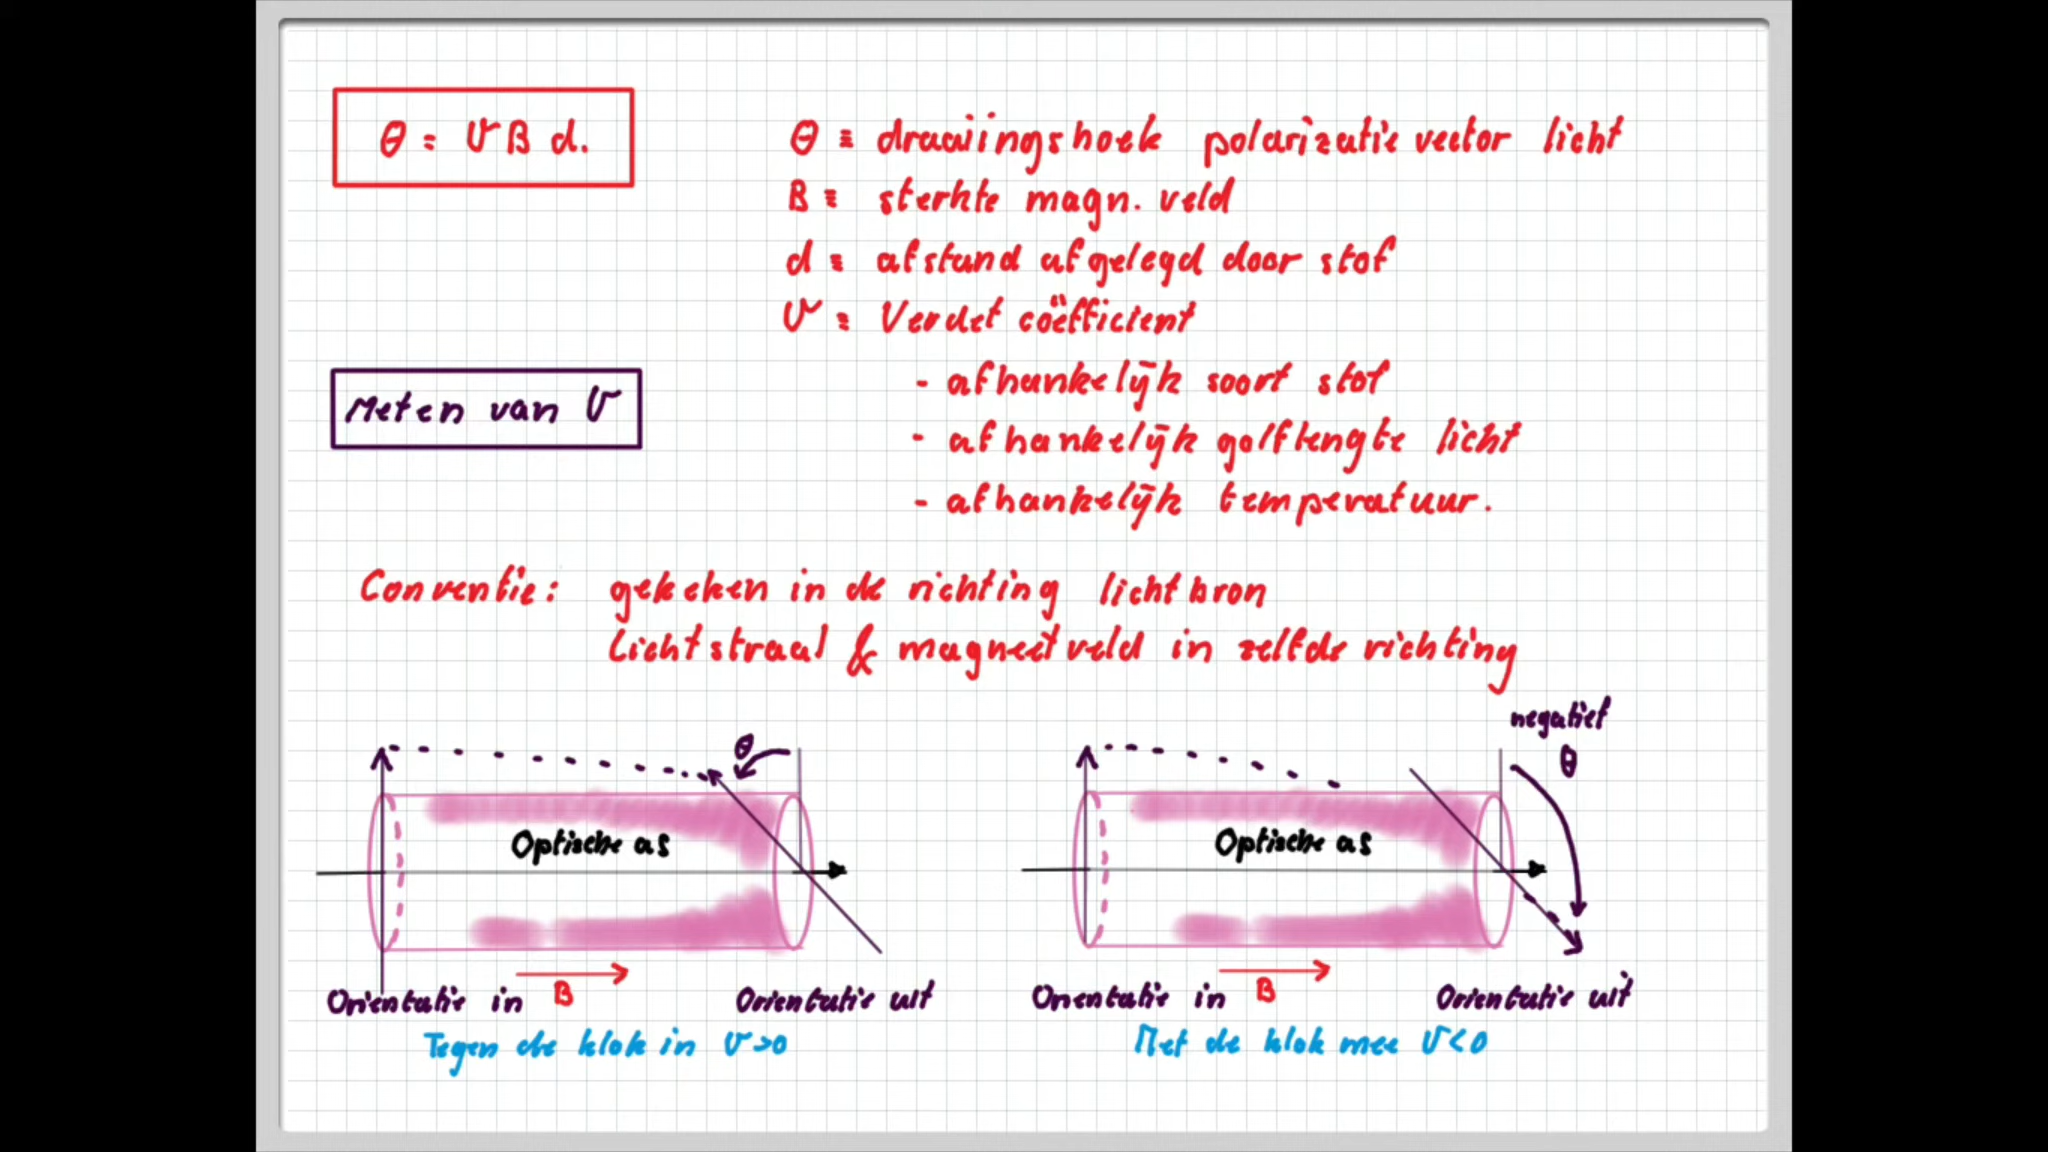 θ = V B d.
θ ≡ draaiingshoek polarizatie vector licht
B ≡ sterkte magn. veld
d ≡ afstand afgelegd door stof
V ≡ Verdet coëfficient
Meten van V
- afhankelijk soort stof
- afhankelijk golflengte licht
- afhankelijk temperatuur.
Conventie: gekeken in de richting lichtbron
Lichtstraal & magneetveld in zelfde richting
negatief
θ
θ
Optische as
Optische as
B
B
Orientatie in
Orientatie uit
Orientatie in
Orientatie uit
Tegen de klok in V>0
Met de klok mee V<0